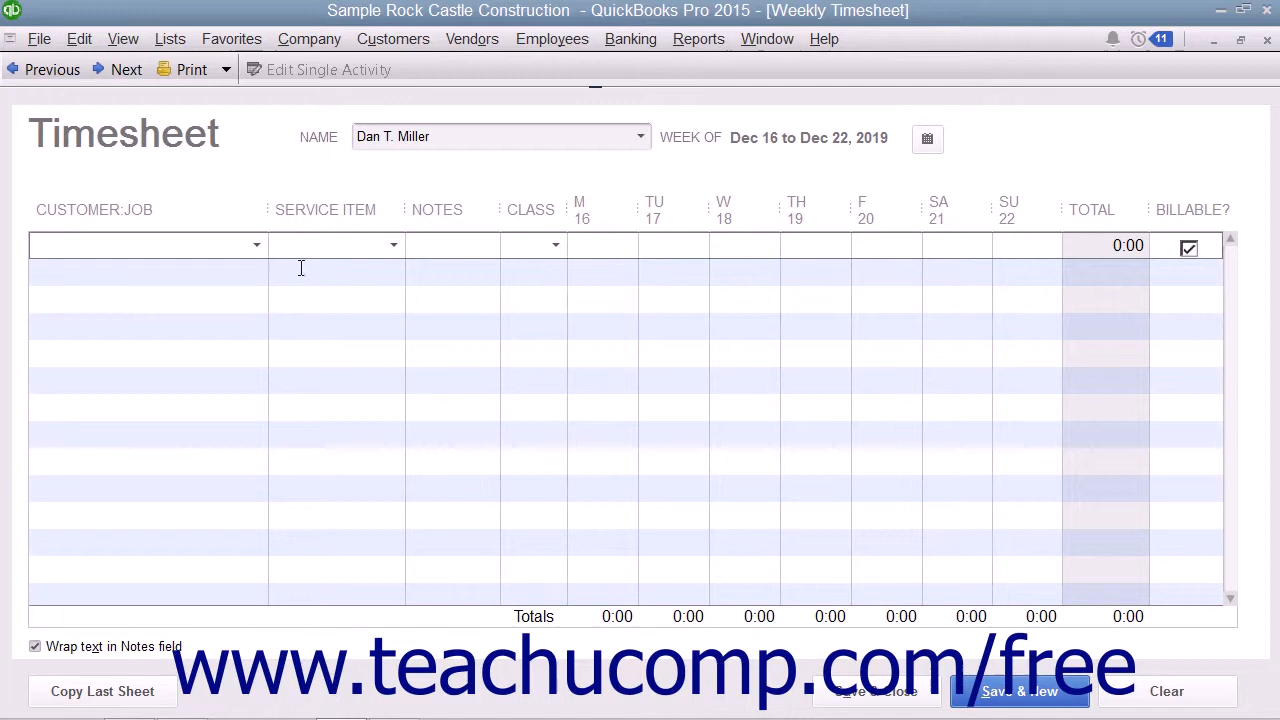 Sample Rock Castle Construction - QuickBooks Pro 2015 - [Weekly Timesheet]
File Edit View Lists Favorites Company Customers Vendors Employees Banking Reports Window Help 11
Previous Next Print Edit Single Activity
Timesheet NAME Dan T. Miller WEEK OF Dec 16 to Dec 22, 2019
CUSTOMER:JOB SERVICE ITEM NOTES CLASS M 16 TU 17 W 18 TH 19 F 20 SA 21 SU 22 TOTAL BILLABLE?
0:00
Totals 0:00 0:00 0:00 0:00 0:00 0:00 0:00 0:00
Wrap text in Notes field
www.teachucomp.com/free
Copy Last Sheet Save & Close Save & New Clear